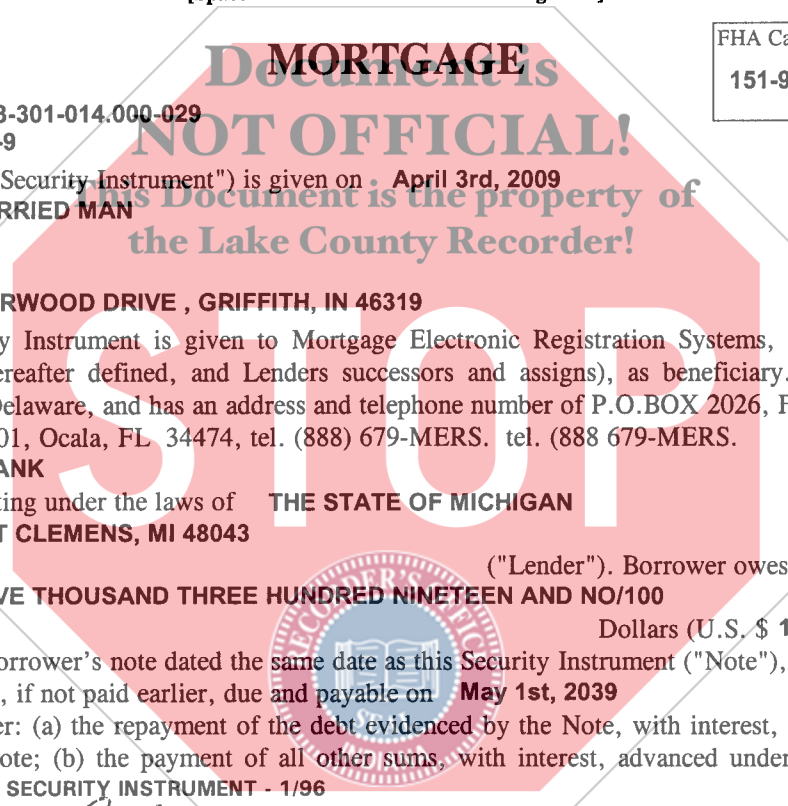 MORTGAGE
FHA Ca
151-9
Document is
NOT OFFICIAL!
This Document is the property of
the Lake County Recorder!
3-301-014.000-029
-9
Security Instrument") is given on April 3rd, 2009
RRIED MAN
RWOOD DRIVE , GRIFFITH, IN 46319
y Instrument is given to Mortgage Electronic Registration Systems,
ereafter defined, and Lenders successors and assigns), as beneficiary.
Delaware, and has an address and telephone number of P.O.BOX 2026, F
01, Ocala, FL 34474, tel. (888) 679-MERS. tel. (888 679-MERS.
ANK
ting under the laws of THE STATE OF MICHIGAN
T CLEMENS, MI 48043
("Lender"). Borrower owes
VE THOUSAND THREE HUNDRED NINETEEN AND NO/100
Dollars (U.S. $ 1
orrower's note dated the same date as this Security Instrument ("Note"),
, if not paid earlier, due and payable on May 1st, 2039
er: (a) the repayment of the debt evidenced by the Note, with interest,
ote; (b) the payment of all other sums, with interest, advanced under
SECURITY INSTRUMENT - 1/96
STOP
RECORDER'S OFFICE
SEAL
INDIANA